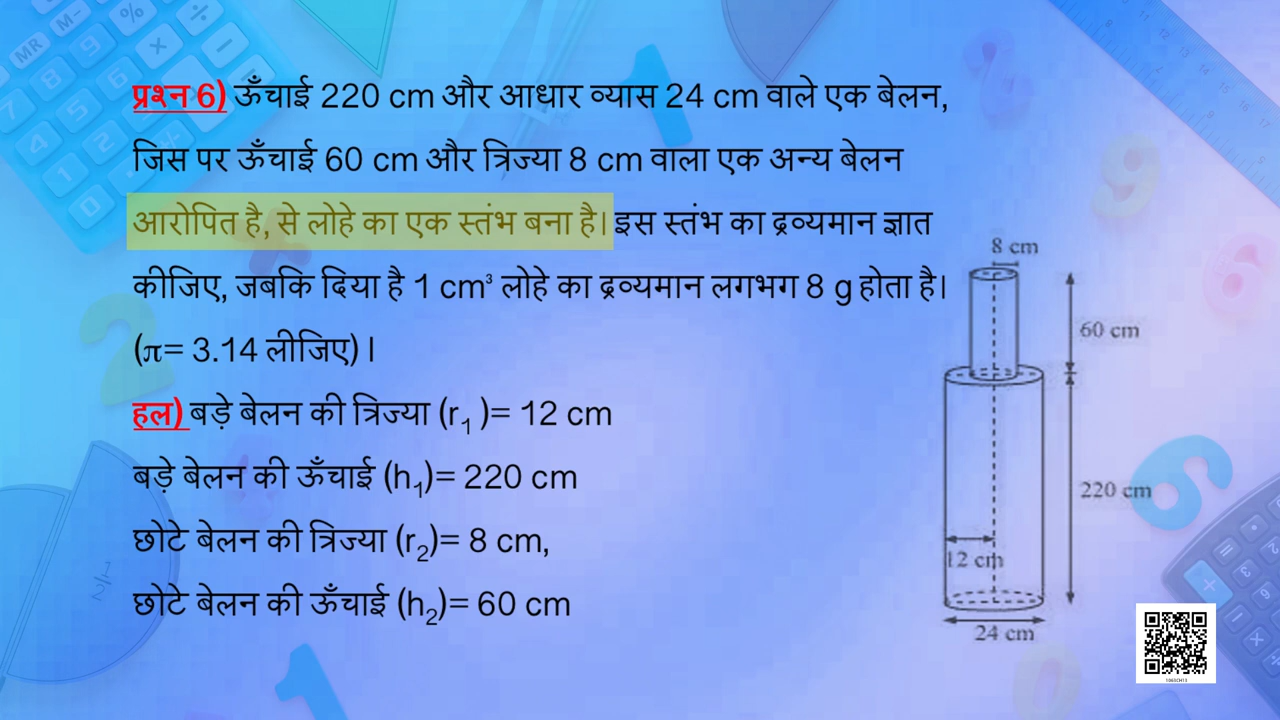 प्रश्न 6) ऊँचाई 220 cm और आधार व्यास 24 cm वाले एक बेलन,
जिस पर ऊँचाई 60 cm और त्रिज्या 8 cm वाला एक अन्य बेलन
आरोपित है, से लोहे का एक स्तंभ बना है। इस स्तंभ का द्रव्यमान ज्ञात
कीजिए, जबकि दिया है 1 cm³ लोहे का द्रव्यमान लगभग 8 g होता है।
(π= 3.14 लीजिए) ।
हल) बड़े बेलन की त्रिज्या (r₁ )= 12 cm
बड़े बेलन की ऊँचाई (h₁)= 220 cm
छोटे बेलन की त्रिज्या (r₂)= 8 cm,
छोटे बेलन की ऊँचाई (h₂)= 60 cm
8 cm
60 cm
220 cm
12 cm
24 cm